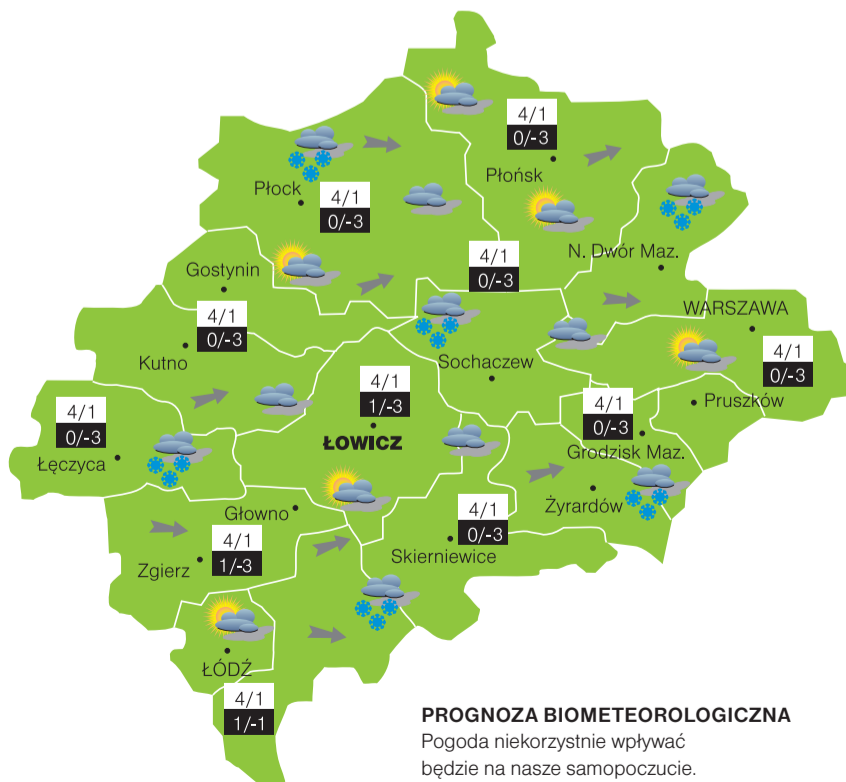 4/1
0/-3
Płońsk
Płock
4/1
0/-3
N. Dwór Maz.
4/1
0/-3
Gostynin
WARSZAWA
4/1
0/-3
Kutno
Sochaczew
4/1
0/-3
4/1
1/-3
Pruszków
4/1
0/-3
4/1
0/-3
ŁOWICZ
Grodzisk Maz.
Łęczyca
Żyrardów
Głowno
4/1
0/-3
Skierniewice
4/1
1/-3
Zgierz
ŁÓDŹ
4/1
1/-1
PROGNOZA BIOMETEOROLOGICZNA
Pogoda niekorzystnie wpływać
będzie na nasze samopoczucie.